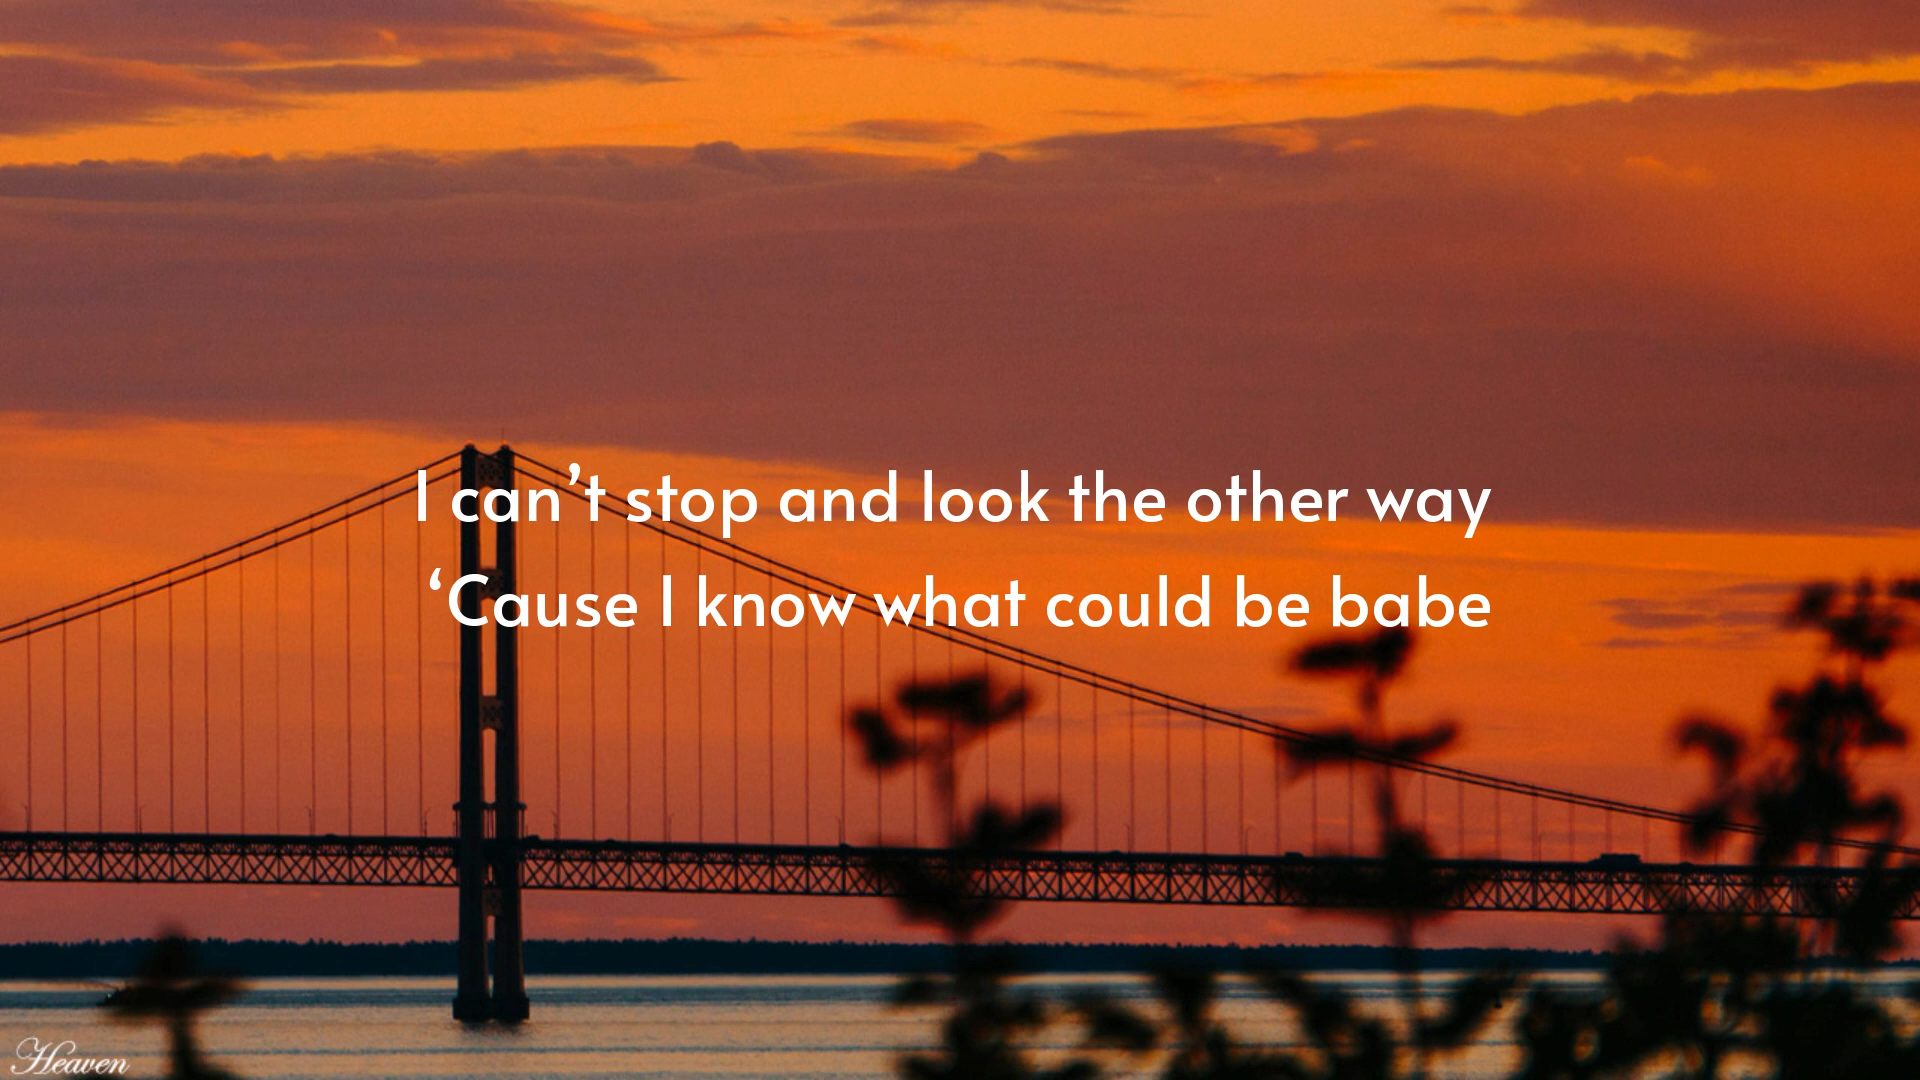 I can’t stop and look the other way
‘Cause I know what could be babe
Heaven